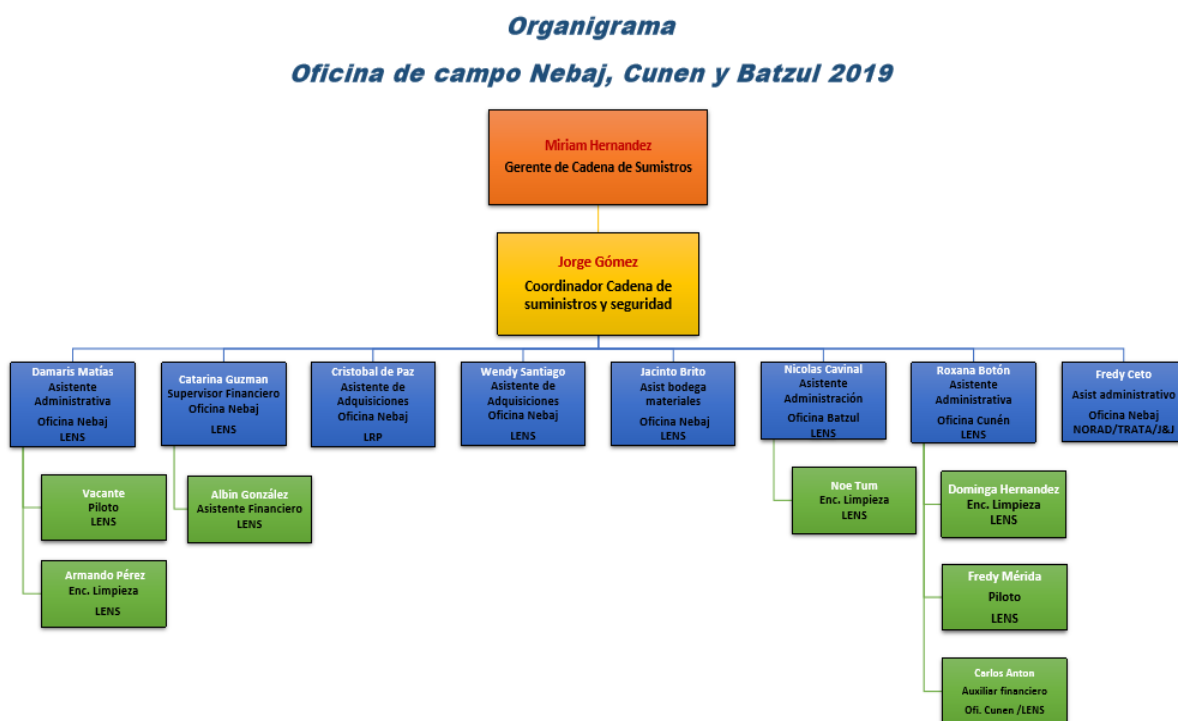 Organigrama
Oficina de campo Nebaj, Cunen y Batzul 2019
Miriam Hernandez
Gerente de Cadena de Sumistros
Jorge Gómez
Coordinador Cadena de
suministros y seguridad
Damaris Matías
Asistente
Administrativa
Oficina Nebaj
LENS
Catarina Guzman
Supervisor Financiero
Oficina Nebaj
LENS
Cristobal de Paz
Asistente de
Adquisiciones
Oficina Nebaj
LRP
Wendy Santiago
Asistente de
Adquisiciones
Oficina Nebaj
LENS
Jacinto Brito
Asist bodega
materiales
Oficina Nebaj
LENS
Nicolas Cavinal
Asistente
Administración
Oficina Batzul
LENS
Roxana Botón
Asistente
Administrativa
Oficina Cunén
LENS
Fredy Ceto
Asist administrativo
Oficina Nebaj
NORAD/TRATA/J&J
Vacante
Piloto
LENS
Armando Pérez
Enc. Limpieza
LENS
Albin González
Asistente Financiero
LENS
Noe Tum
Enc. Limpieza
LENS
Dominga Hernandez
Enc. Limpieza
LENS
Fredy Mérida
Piloto
LENS
Carlos Anton
Auxiliar financiero
Ofi. Cunen /LENS